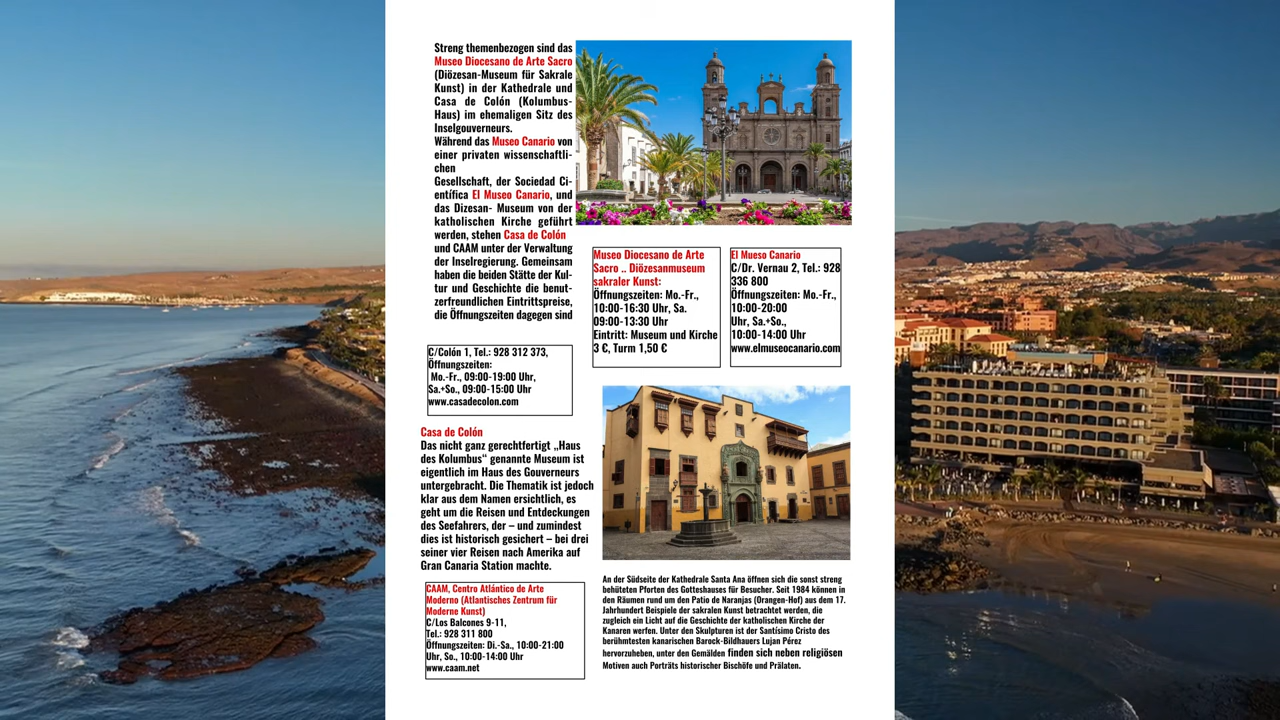 Streng themenbezogen sind das
Museo Diocesano de Arte Sacro
(Diözesan-Museum für Sakrale
Kunst) in der Kathedrale und
Casa de Colón (Kolumbus-
Haus) im ehemaligen Sitz des
Inselgouverneurs.
Während das Museo Canario von
einer privaten wissenschaftli-
chen
Gesellschaft, der Sociedad Ci-
entífica El Museo Canario, und
das Dizesan- Museum von der
katholischen Kirche geführt
werden, stehen Casa de Colón
und CAAM unter der Verwaltung
der Inselregierung. Gemeinsam
haben die beiden Stätte der Kul-
tur und Geschichte die benut-
zerfreundlichen Eintrittspreise,
die Öffnungszeiten dagegen sind
Museo Diocesano de Arte
Sacro .. Diözesanmuseum
sakraler Kunst:
Öffnungszeiten: Mo.-Fr.,
10:00-16:30 Uhr, Sa.
09:00-13:30 Uhr
Eintritt: Museum und Kirche
3 €, Turm 1,50 €
El Mueso Canario
C/Dr. Vernau 2, Tel.: 928
336 800
Öffnungszeiten: Mo.-Fr.,
10:00-20:00
Uhr, Sa.+So.,
10:00-14:00 Uhr
www.elmuseocanario.com
C/Colón 1, Tel.: 928 312 373,
Öffnungszeiten:
Mo.-Fr., 09:00-19:00 Uhr,
Sa.+So., 09:00-15:00 Uhr
www.casadecolon.com
Casa de Colón
Das nicht ganz gerechtfertigt „Haus
des Kolumbus“ genannte Museum ist
eigentlich im Haus des Gouverneurs
untergebracht. Die Thematik ist jedoch
klar aus dem Namen ersichtlich, es
geht um die Reisen und Entdeckungen
des Seefahrers, der – und zumindest
dies ist historisch gesichert – bei drei
seiner vier Reisen nach Amerika auf
Gran Canaria Station machte.
CAAM, Centro Atlántico de Arte
Moderno (Atlantisches Zentrum für
Moderne Kunst)
C/Los Balcones 9-11,
Tel.: 928 311 800
Öffnungszeiten: Di.-Sa., 10:00-21:00
Uhr, So., 10:00-14:00 Uhr
www.caam.net
An der Südseite der Kathedrale Santa Ana öffnen sich die sonst streng
behüteten Pforten des Gotteshauses für Besucher. Seit 1984 können in
den Räumen rund um den Patio de Naranjas (Orangen-Hof) aus dem 17.
Jahrhundert Beispiele der sakralen Kunst betrachtet werden, die
zugleich ein Licht auf die Geschichte der katholischen Kirche der
Kanaren werfen. Unter den Skulpturen ist der Santísimo Cristo des
berühmtesten kanarischen Barock-Bildhauers Lujan Pérez
hervorzuheben, unter den Gemälden finden sich neben religiösen
Motiven auch Porträts historischer Bischöfe und Prälaten.